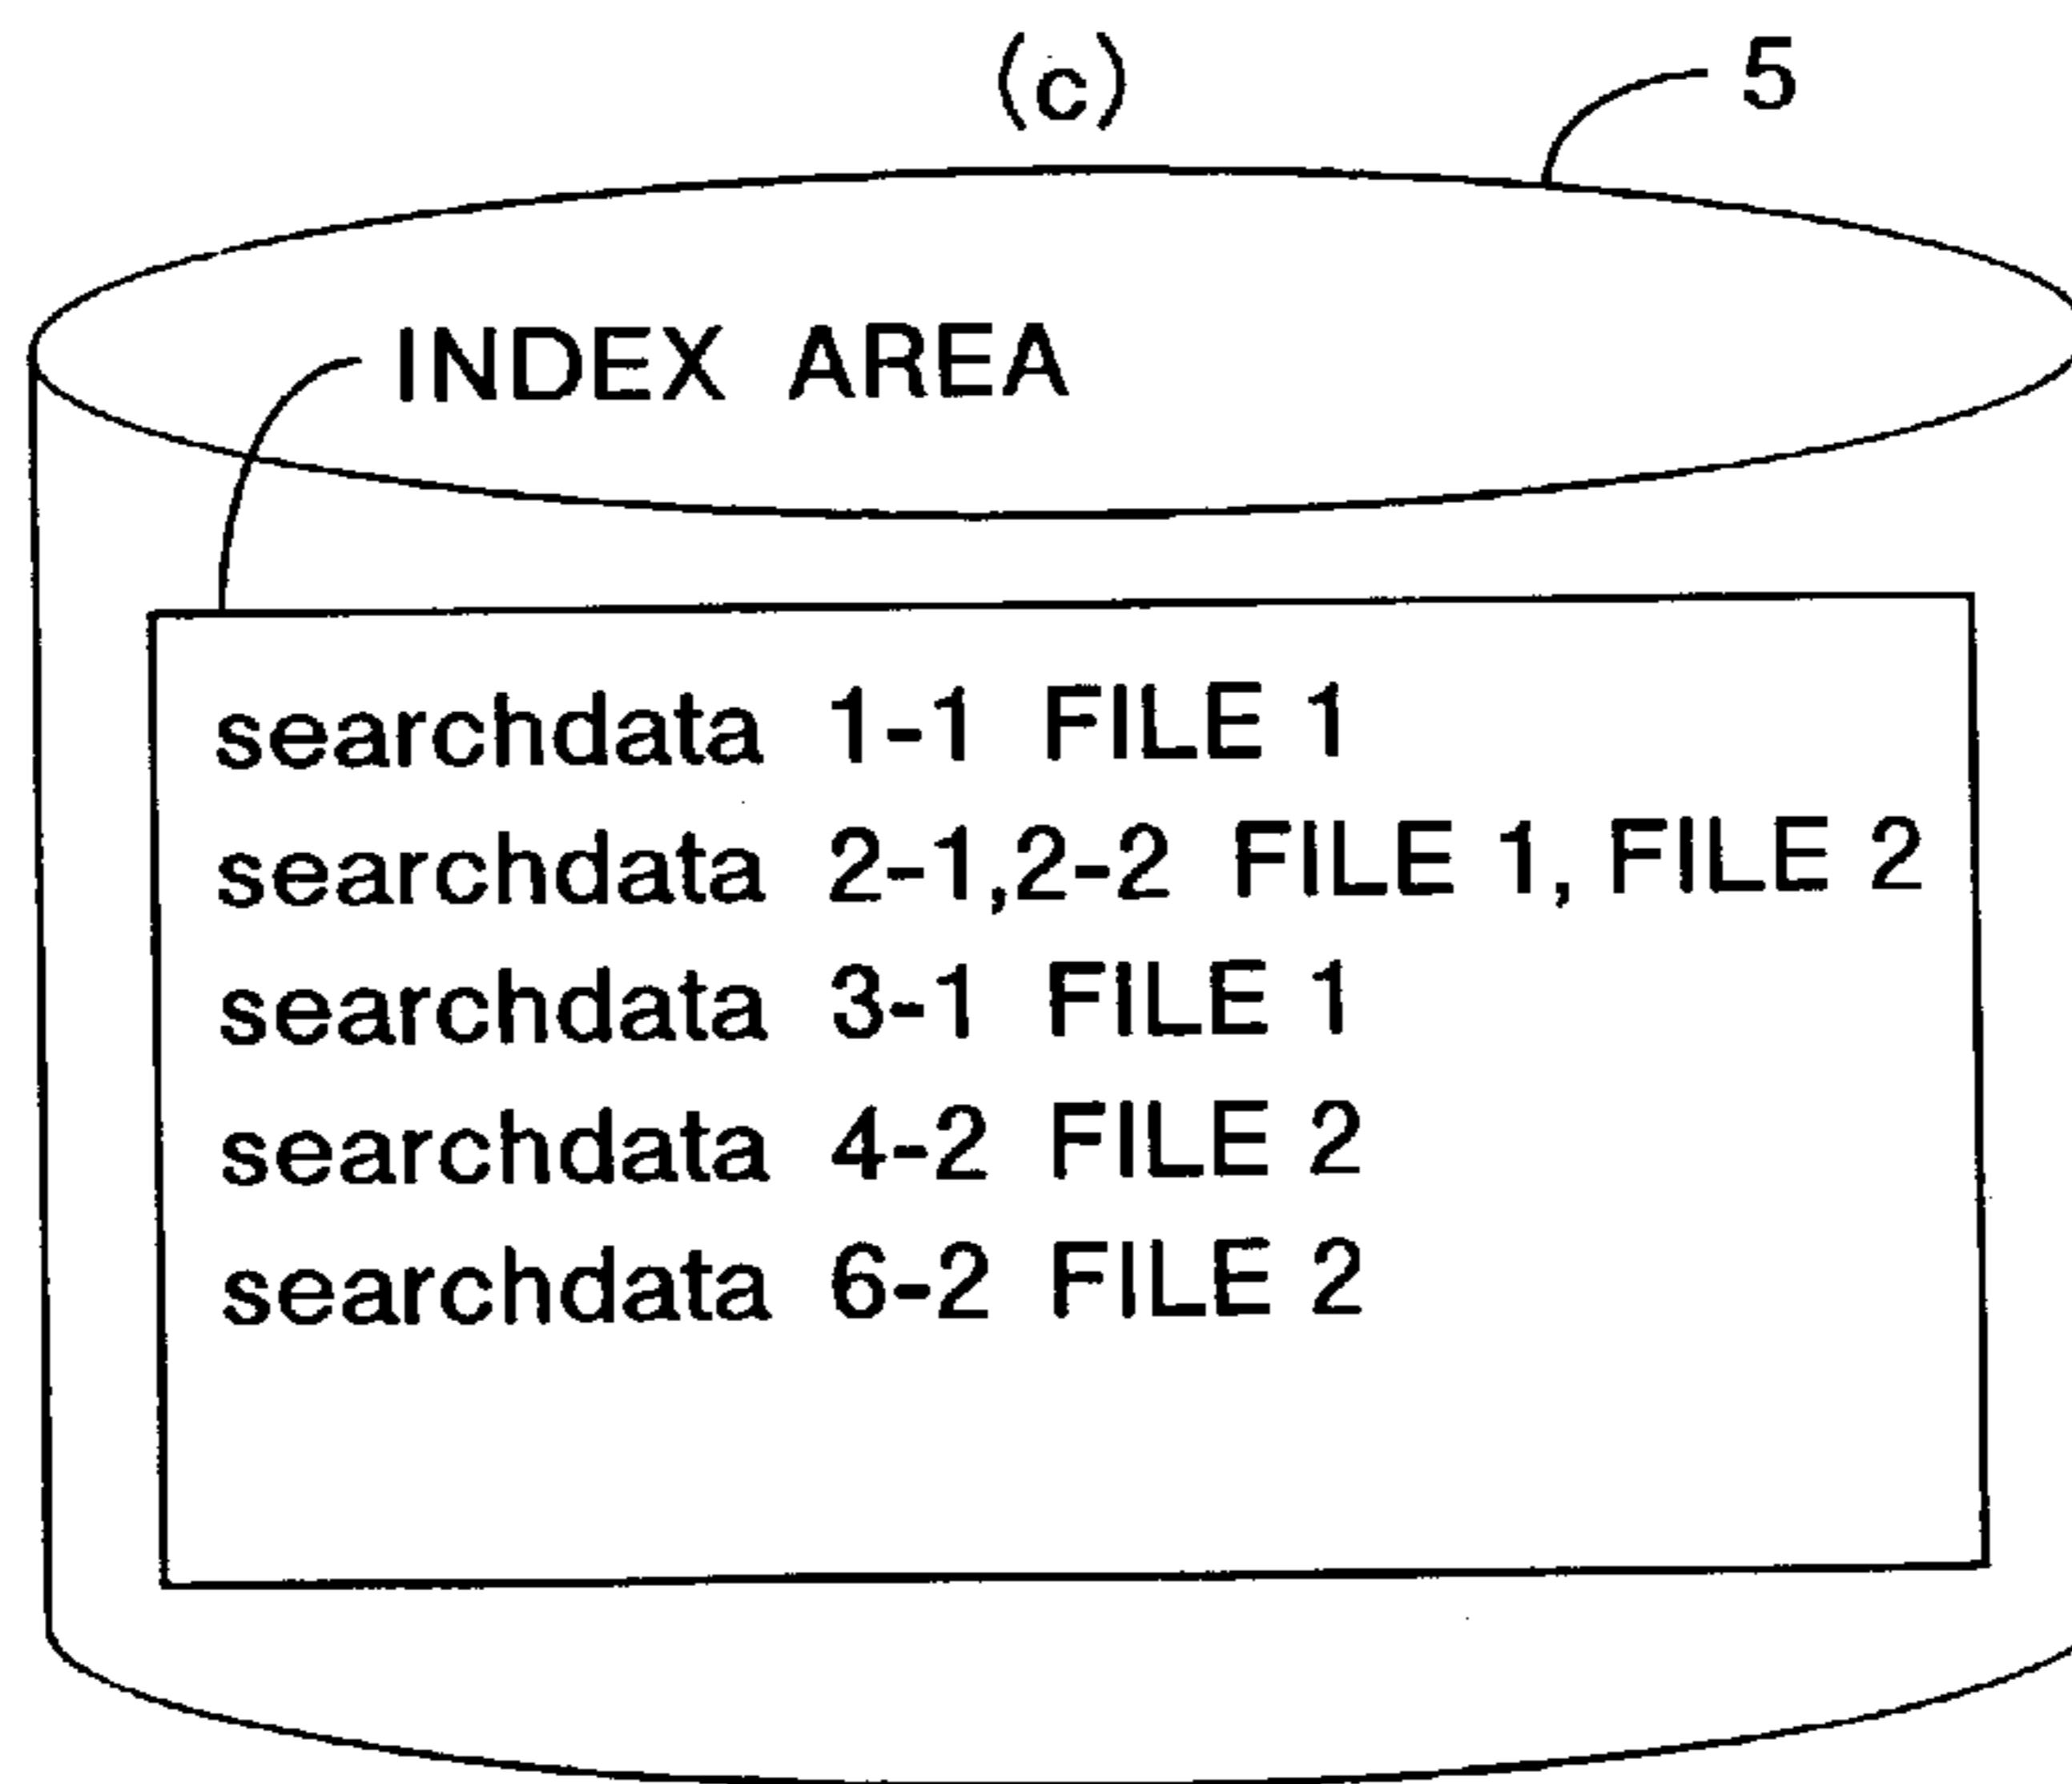 (c)
5
INDEX AREA
searchdata 1-1 FILE 1
searchdata 2-1,2-2 FILE 1, FILE 2
searchdata 3-1 FILE 1
searchdata 4-2 FILE 2
searchdata 6-2 FILE 2